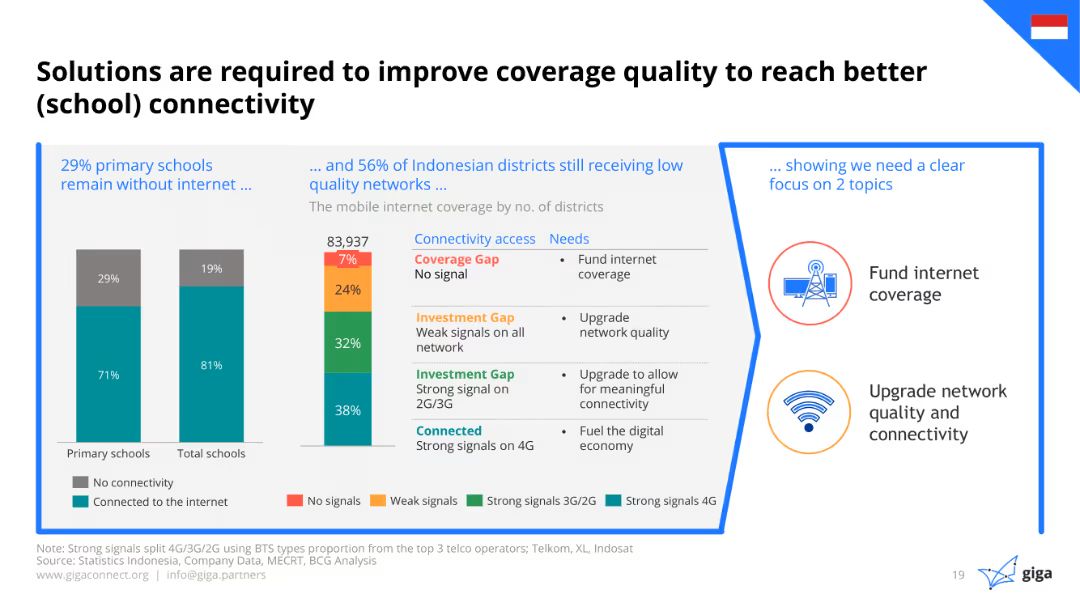 Solutions are required to improve coverage quality to reach better
(school) connectivity
29% primary schools
remain without internet ...
29%
71%
19%
81%
Primary schools
Total schools
No connectivity
Connected to the internet
... and 56% of Indonesian districts still receiving low
quality networks ...
The mobile internet coverage by no. of districts
83,937
7%
24%
32%
38%
Connectivity access
Needs
Coverage Gap
No signal
• Fund internet
coverage
Investment Gap
Weak signals on all
network
• Upgrade
network quality
Investment Gap
Strong signal on
2G/3G
• Upgrade to allow
for meaningful
connectivity
Connected
Strong signals on 4G
• Fuel the digital
economy
No signals
Weak signals
Strong signals 3G/2G
Strong signals 4G
... showing we need a clear
focus on 2 topics
Fund internet
coverage
Upgrade network
quality and
connectivity
Note: Strong signals split 4G/3G/2G using BTS types proportion from the top 3 telco operators; Telkom, XL, Indosat
Source: Statistics Indonesia, Company Data, MECRT, BCG Analysis
www.gigaconnect.org | info@giga.partners
19
giga